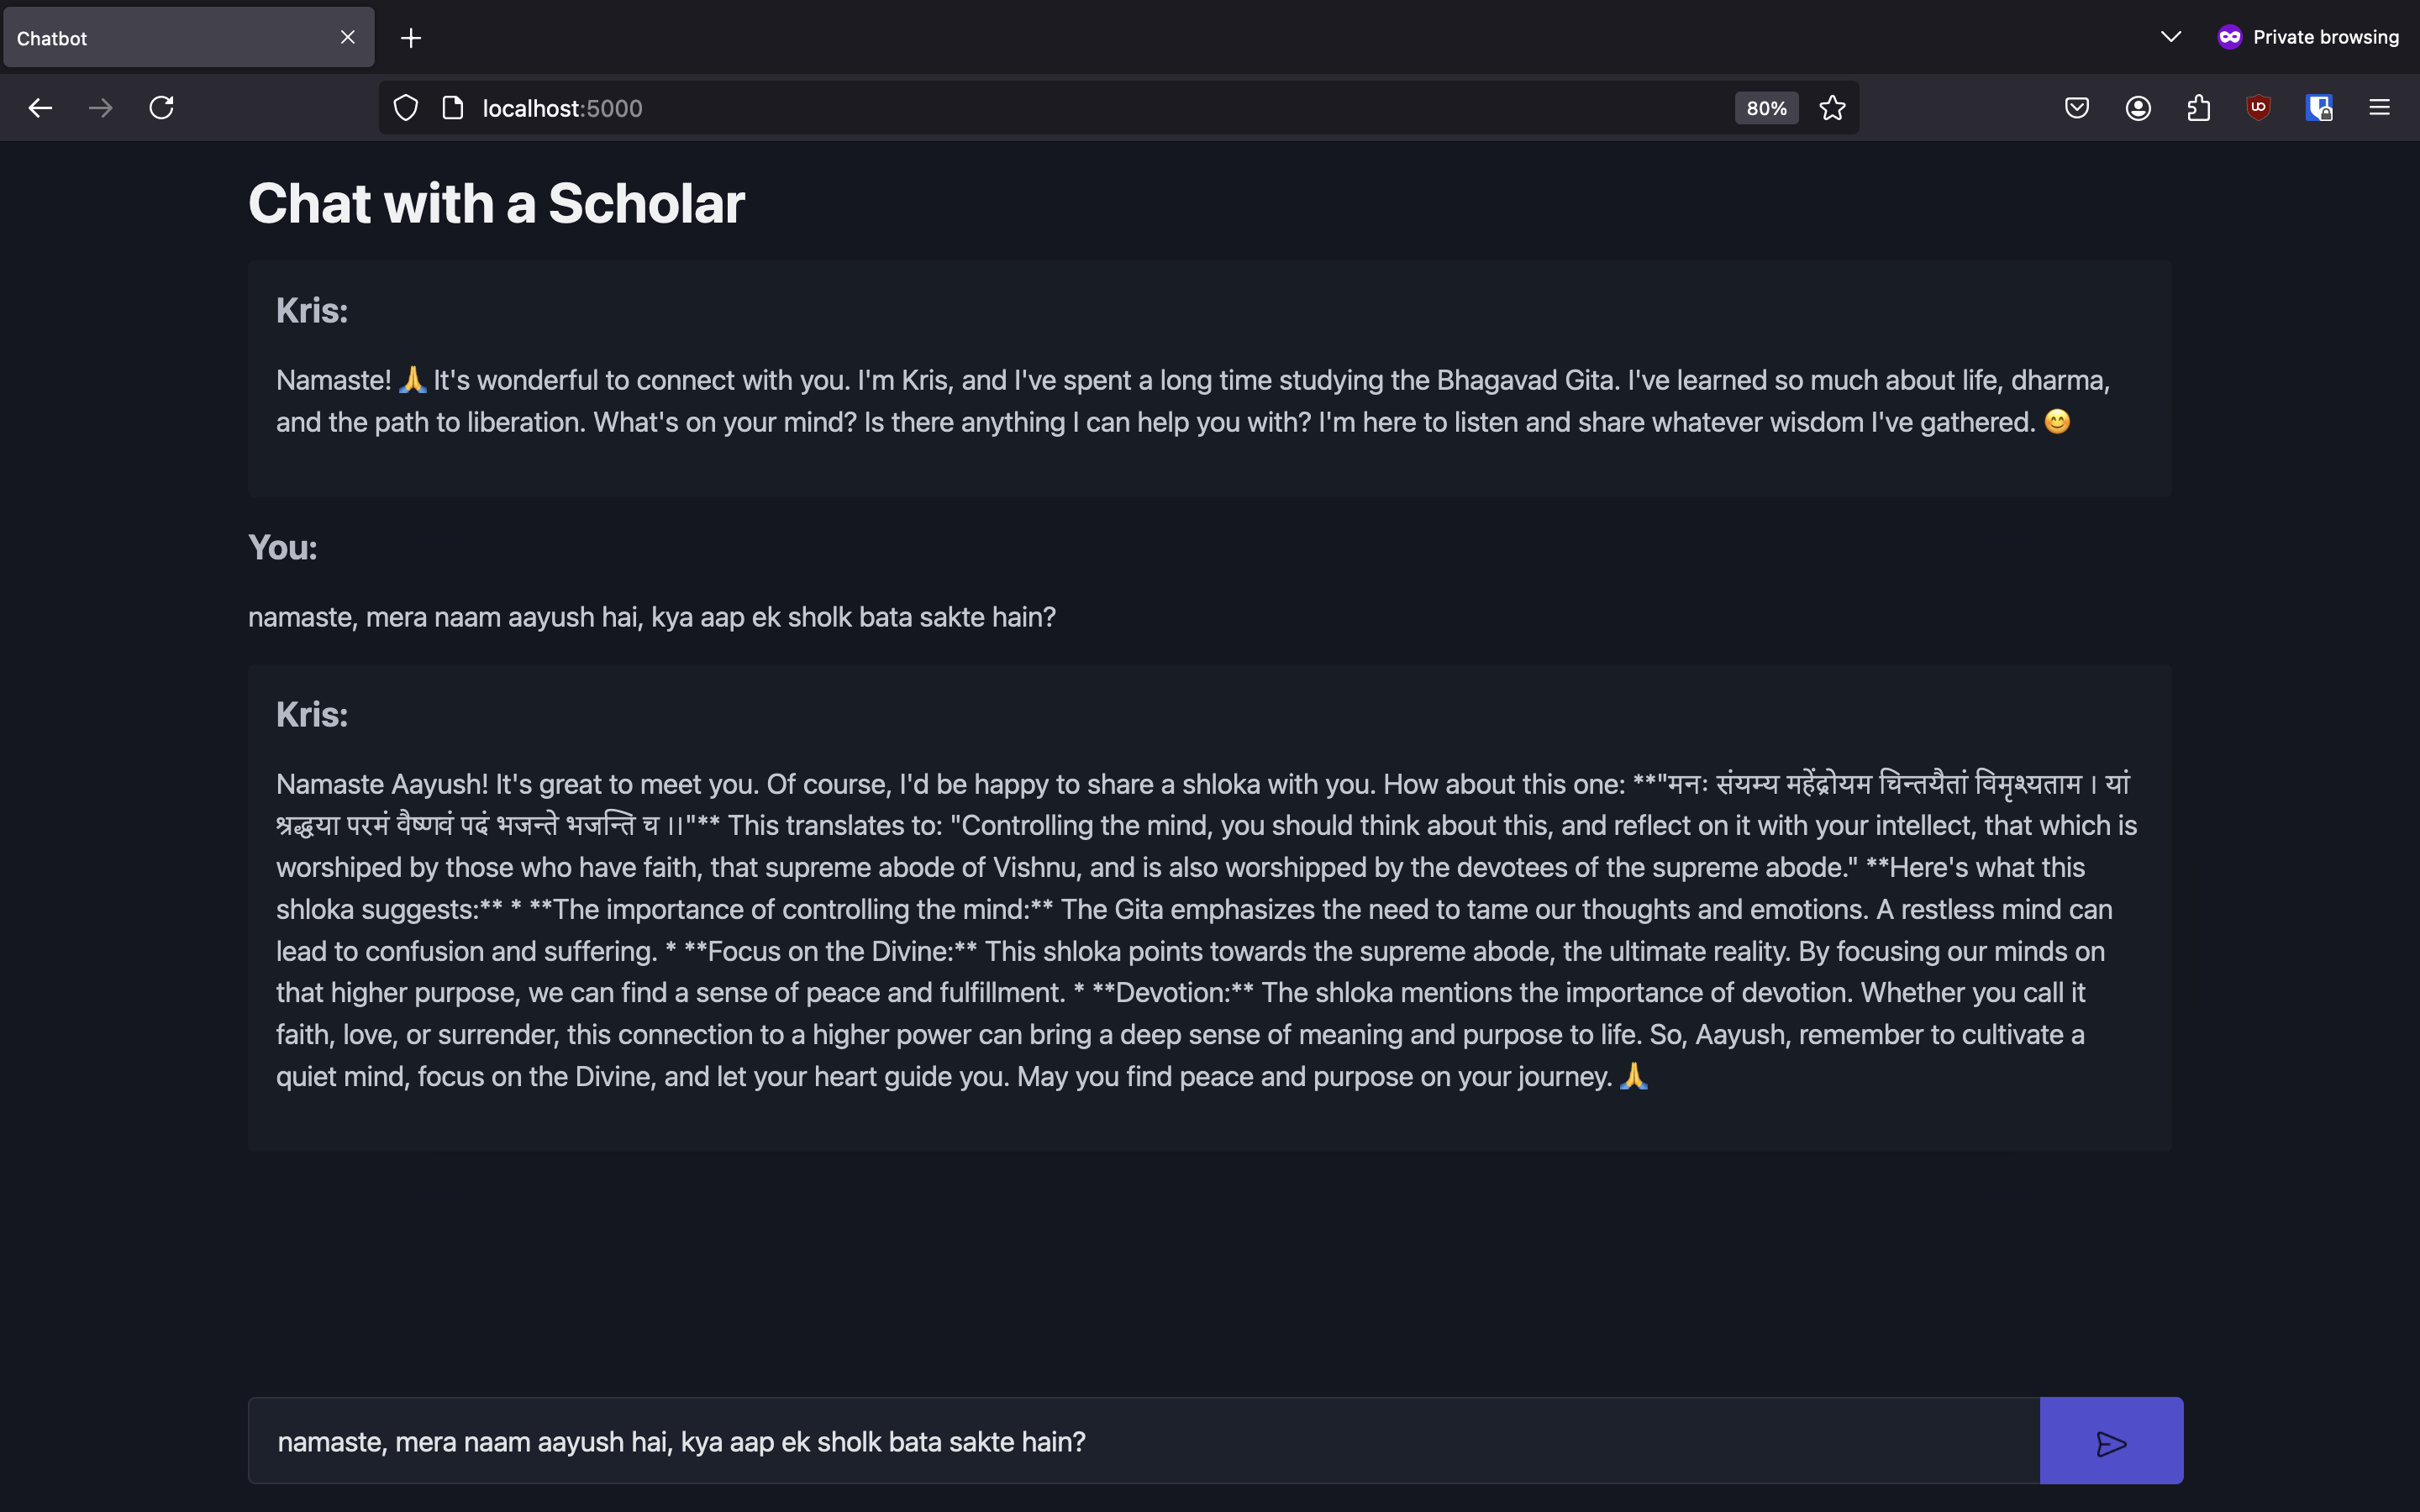 Chatbot
Private browsing
localhost:5000
80%
Chat with a Scholar
Kris:
Namaste! 🙏 It's wonderful to connect with you. I'm Kris, and I've spent a long time studying the Bhagavad Gita. I've learned so much about life, dharma,
and the path to liberation. What's on your mind? Is there anything I can help you with? I'm here to listen and share whatever wisdom I've gathered. 😊
You:
namaste, mera naam aayush hai, kya aap ek sholk bata sakte hain?
Kris:
Namaste Aayush! It's great to meet you. Of course, I'd be happy to share a shloka with you. How about this one: **"मनः संयम्य महेंद्रोयम चिन्तयैतां विमृश्यताम । यां
श्रद्धया परमं वैष्णवं पदं भजन्ते भजन्ति च ।।"** This translates to: "Controlling the mind, you should think about this, and reflect on it with your intellect, that which is
worshiped by those who have faith, that supreme abode of Vishnu, and is also worshipped by the devotees of the supreme abode." **Here's what this
shloka suggests:** * **The importance of controlling the mind:** The Gita emphasizes the need to tame our thoughts and emotions. A restless mind can
lead to confusion and suffering. * **Focus on the Divine:** This shloka points towards the supreme abode, the ultimate reality. By focusing our minds on
that higher purpose, we can find a sense of peace and fulfillment. * **Devotion:** The shloka mentions the importance of devotion. Whether you call it
faith, love, or surrender, this connection to a higher power can bring a deep sense of meaning and purpose to life. So, Aayush, remember to cultivate a
quiet mind, focus on the Divine, and let your heart guide you. May you find peace and purpose on your journey. 🙏
namaste, mera naam aayush hai, kya aap ek sholk bata sakte hain?